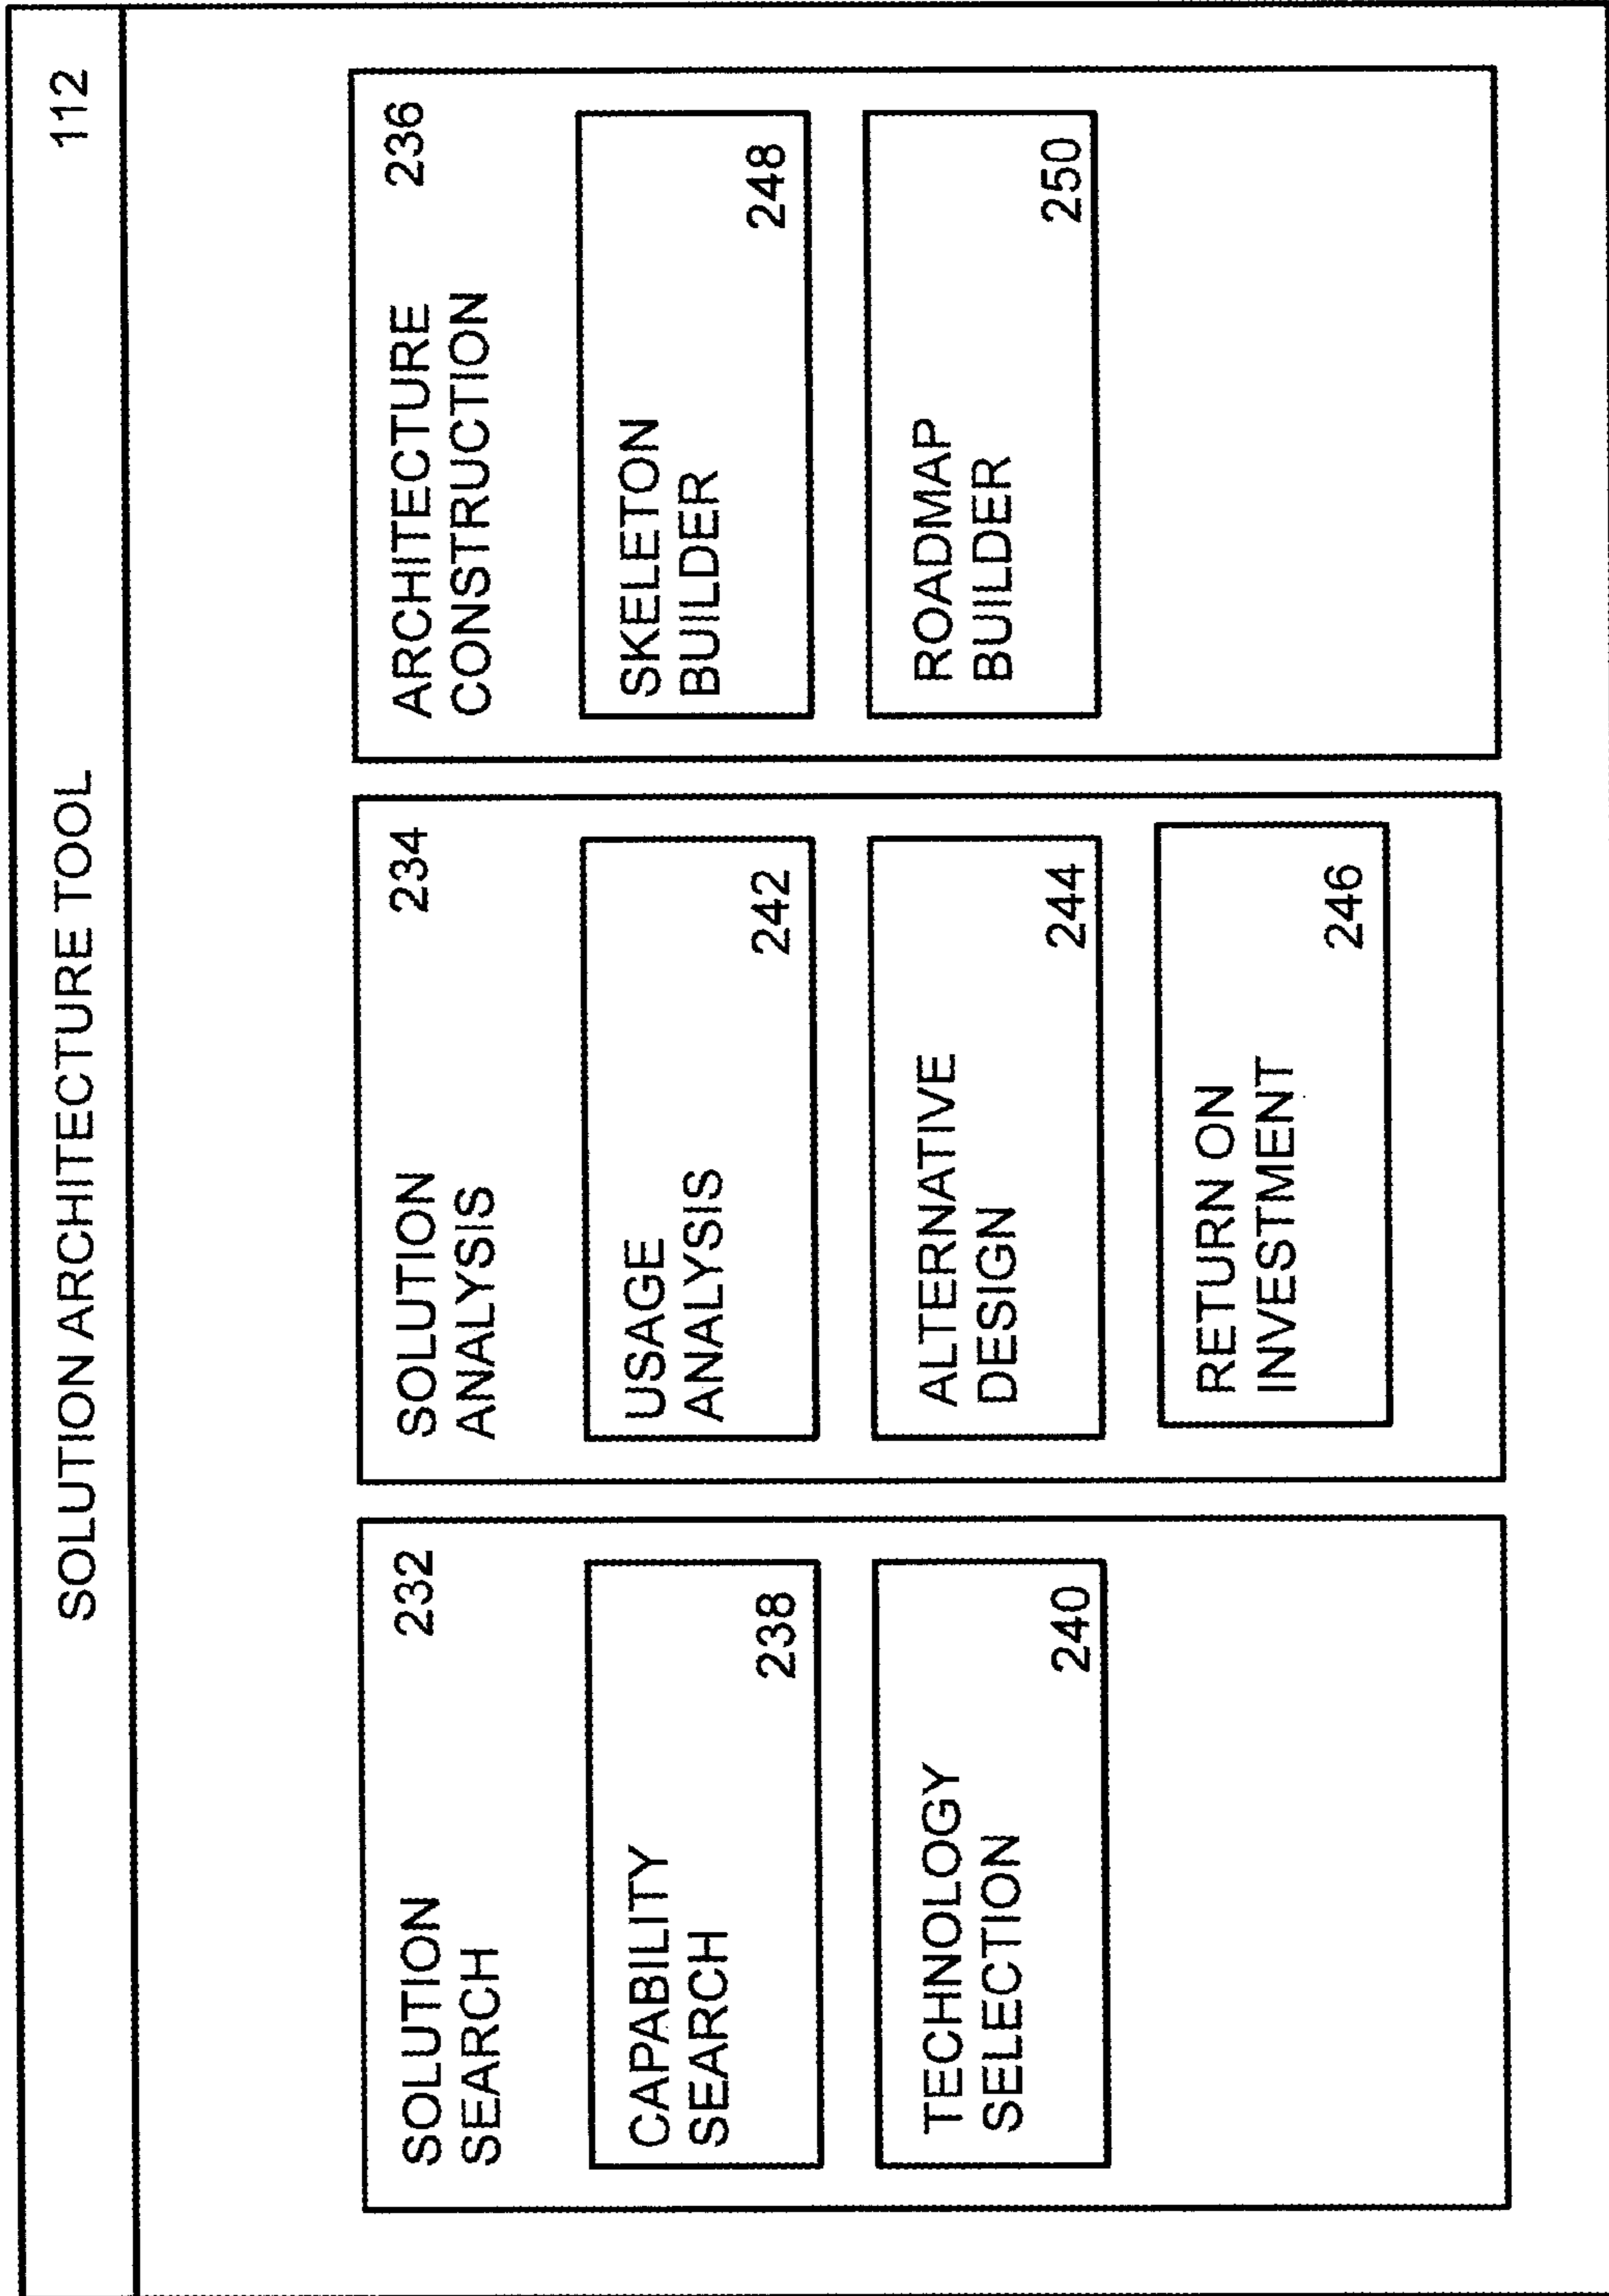 SOLUTION ARCHITECTURE TOOL 112
SOLUTION 232
SEARCH
CAPABILITY
SEARCH
238
TECHNOLOGY
SELECTION
240
SOLUTION 234
ANALYSIS
USAGE
ANALYSIS
242
ALTERNATIVE
DESIGN
244
RETURN ON
INVESTMENT
246
ARCHITECTURE 236
CONSTRUCTION
SKELETON
BUILDER
248
ROADMAP
BUILDER
250